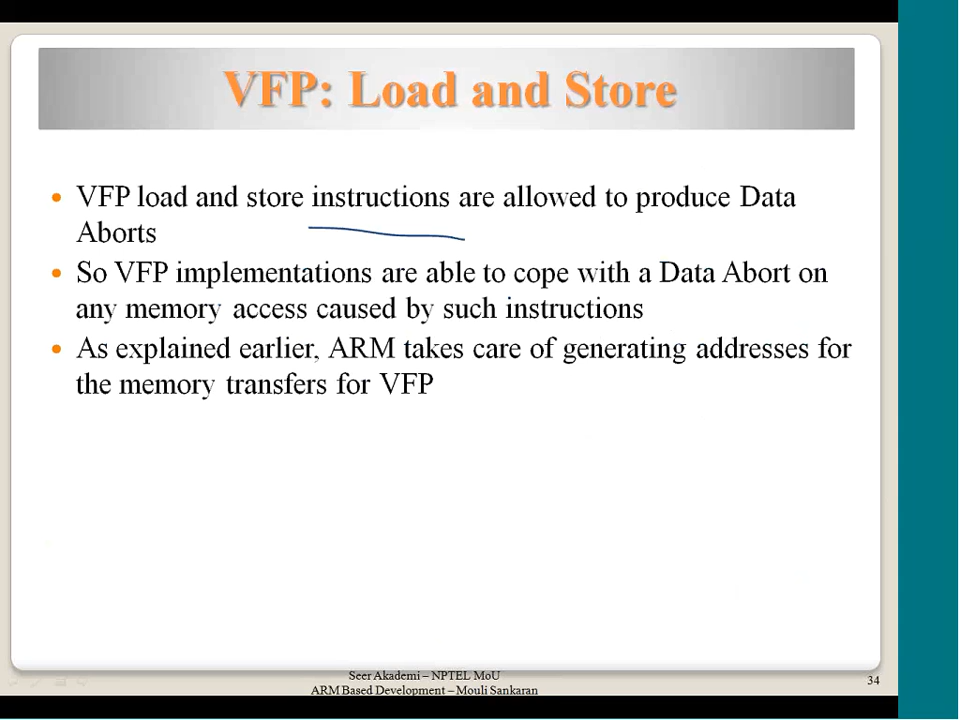 VFP: Load and Store
• VFP load and store instructions are allowed to produce Data
Aborts
• So VFP implementations are able to cope with a Data Abort on
any memory access caused by such instructions
• As explained earlier, ARM takes care of generating addresses for
the memory transfers for VFP
Seer Akademi – NPTEL MoU
ARM Based Development – Mouli Sankaran
34